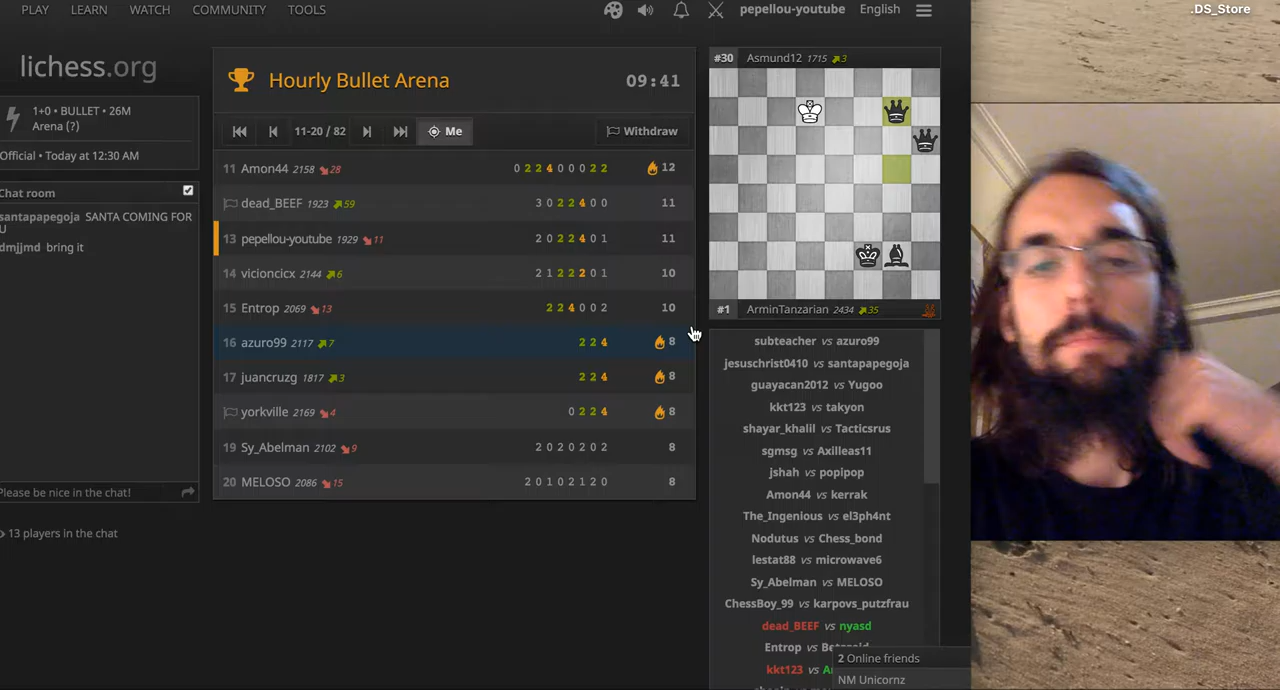 PLAY LEARN WATCH COMMUNITY TOOLS pepellou-youtube English
.DS_Store
lichess.org
1+0 • BULLET • 26M
Arena (?)
Official • Today at 12:30 AM
Chat room
santapapegoja SANTA COMING FOR
U
dmjjmd bring it
Please be nice in the chat!
13 players in the chat
Hourly Bullet Arena 09:41
11-20 / 82 Me Withdraw
11 Amon44 2158 28 0 2 2 4 0 0 0 2 2 12
dead_BEEF 1923 59 3 0 2 2 4 0 0 11
13 pepellou-youtube 1929 11 2 0 2 2 4 0 1 11
14 vicioncicx 2144 6 2 1 2 2 2 0 1 10
15 Entrop 2069 13 2 2 4 0 0 2 10
16 azuro99 2117 7 2 2 4 8
17 juancruzg 1817 3 2 2 4 8
yorkville 2169 4 0 2 2 4 8
19 Sy_Abelman 2102 9 2 0 2 0 2 0 2 8
20 MELOSO 2086 15 2 0 1 0 2 1 2 0 8
#30 Asmund12 1715 3
#1 ArminTanzarian 2434 35
subteacher vs azuro99
jesuschrist0410 vs santapapegoja
guayacan2012 vs Yugoo
kkt123 vs takyon
shayar_khalil vs Tacticsrus
sgmsg vs Axilleas11
jshah vs popipop
Amon44 vs kerrak
The_Ingenious vs el3ph4nt
Nodutus vs Chess_bond
lestat88 vs microwave6
Sy_Abelman vs MELOSO
ChessBoy_99 vs karpovs_putzfrau
dead_BEEF vs nyasd
Entrop vs
kkt123 vs
2 Online friends
NM Unicornz